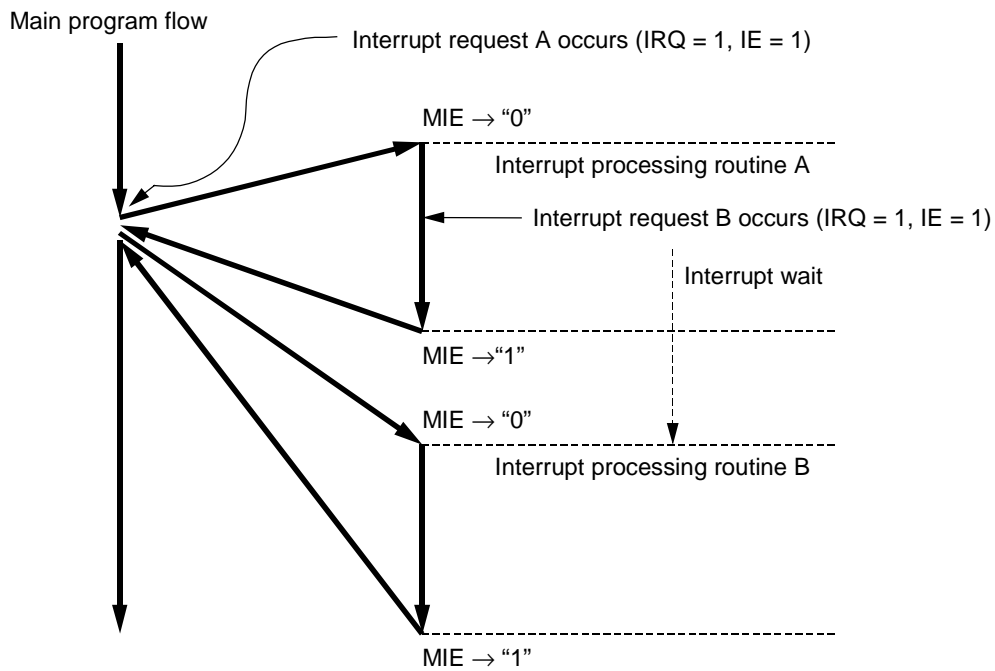 Main program flow
Interrupt request A occurs (IRQ = 1, IE = 1)
MIE → “0”
Interrupt processing routine A
Interrupt request B occurs (IRQ = 1, IE = 1)
Interrupt wait
MIE →“1”
MIE → “0”
Interrupt processing routine B
MIE → “1”